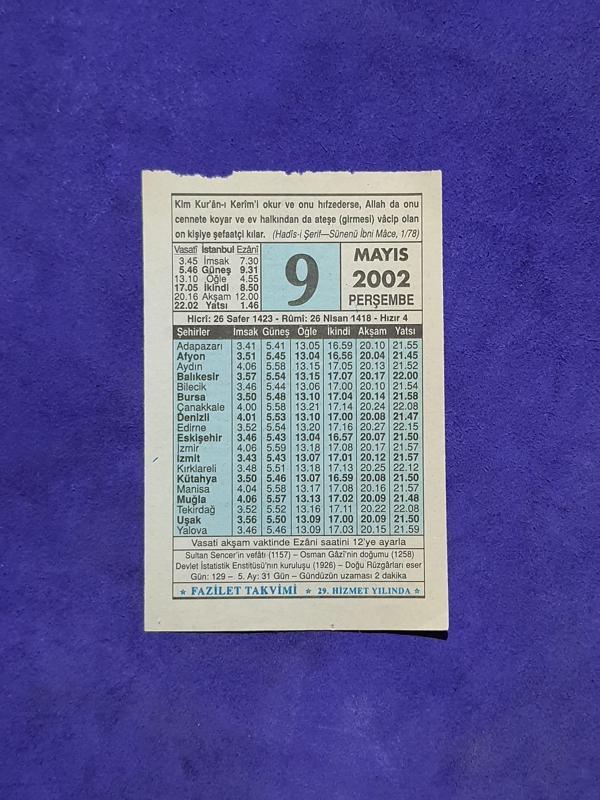 Kim Kur'ân-ı Kerîm'i okur ve onu hıfzederse, Allah da onu
cennete koyar ve ev halkından da ateşe (girmesi) vâcip olan
on kişiye şefaatçi kılar. (Hadîs-i Şerif—Sünenü İbni Mâce, 1/78)
Vasatî İstanbul Ezânî
3.45 İmsak 7.30
5.46 Güneş 9.31
13.10 Öğle 4.55
17.05 İkindi 8.50
20.16 Akşam 12.00
22.02 Yatsı 1.46
9
MAYIS
2002
PERŞEMBE
Hicrî: 26 Safer 1423 - Rûmî: 26 Nisan 1418 - Hızır 4
Şehirler İmsak Güneş Öğle İkindi Akşam Yatsı
Adapazarı 3.41 5.41 13.05 16.59 20.10 21.55
Afyon 3.51 5.45 13.04 16.56 20.04 21.45
Aydın 4.06 5.58 13.15 17.05 20.13 21.52
Balıkesir 3.57 5.54 13.15 17.07 20.17 22.00
Bilecik 3.46 5.44 13.06 17.00 20.10 21.54
Bursa 3.50 5.48 13.10 17.04 20.14 21.58
Çanakkale 4.00 5.58 13.21 17.14 20.24 22.08
Denizli 4.01 5.53 13.10 17.00 20.08 21.47
Edirne 3.52 5.54 13.20 17.16 20.27 22.15
Eskişehir 3.46 5.43 13.04 16.57 20.07 21.50
İzmir 4.06 5.59 13.18 17.08 20.17 21.57
İzmit 3.43 5.43 13.07 17.01 20.12 21.57
Kırklareli 3.48 5.51 13.18 17.13 20.25 22.12
Kütahya 3.50 5.46 13.07 16.59 20.08 21.50
Manisa 4.04 5.58 13.17 17.08 20.16 21.57
Muğla 4.06 5.57 13.13 17.02 20.09 21.48
Tekirdağ 3.52 5.52 13.16 17.11 20.22 22.08
Uşak 3.56 5.50 13.09 17.00 20.09 21.50
Yalova 3.46 5.46 13.09 17.03 20.15 21.59
Vasatî akşam vaktinde Ezânî saatini 12'ye ayarla
Sultan Sencer'in vefâtı (1157) – Osman Gâzî'nin doğumu (1258)
Devlet İstatistik Enstitüsü'nün kuruluşu (1926) – Doğu Rüzgârları eser
Gün: 129 – 5. Ay: 31 Gün – Gündüzün uzaması 2 dakika
★ FAZİLET TAKVİMİ ★ 29. HİZMET YILINDA ★